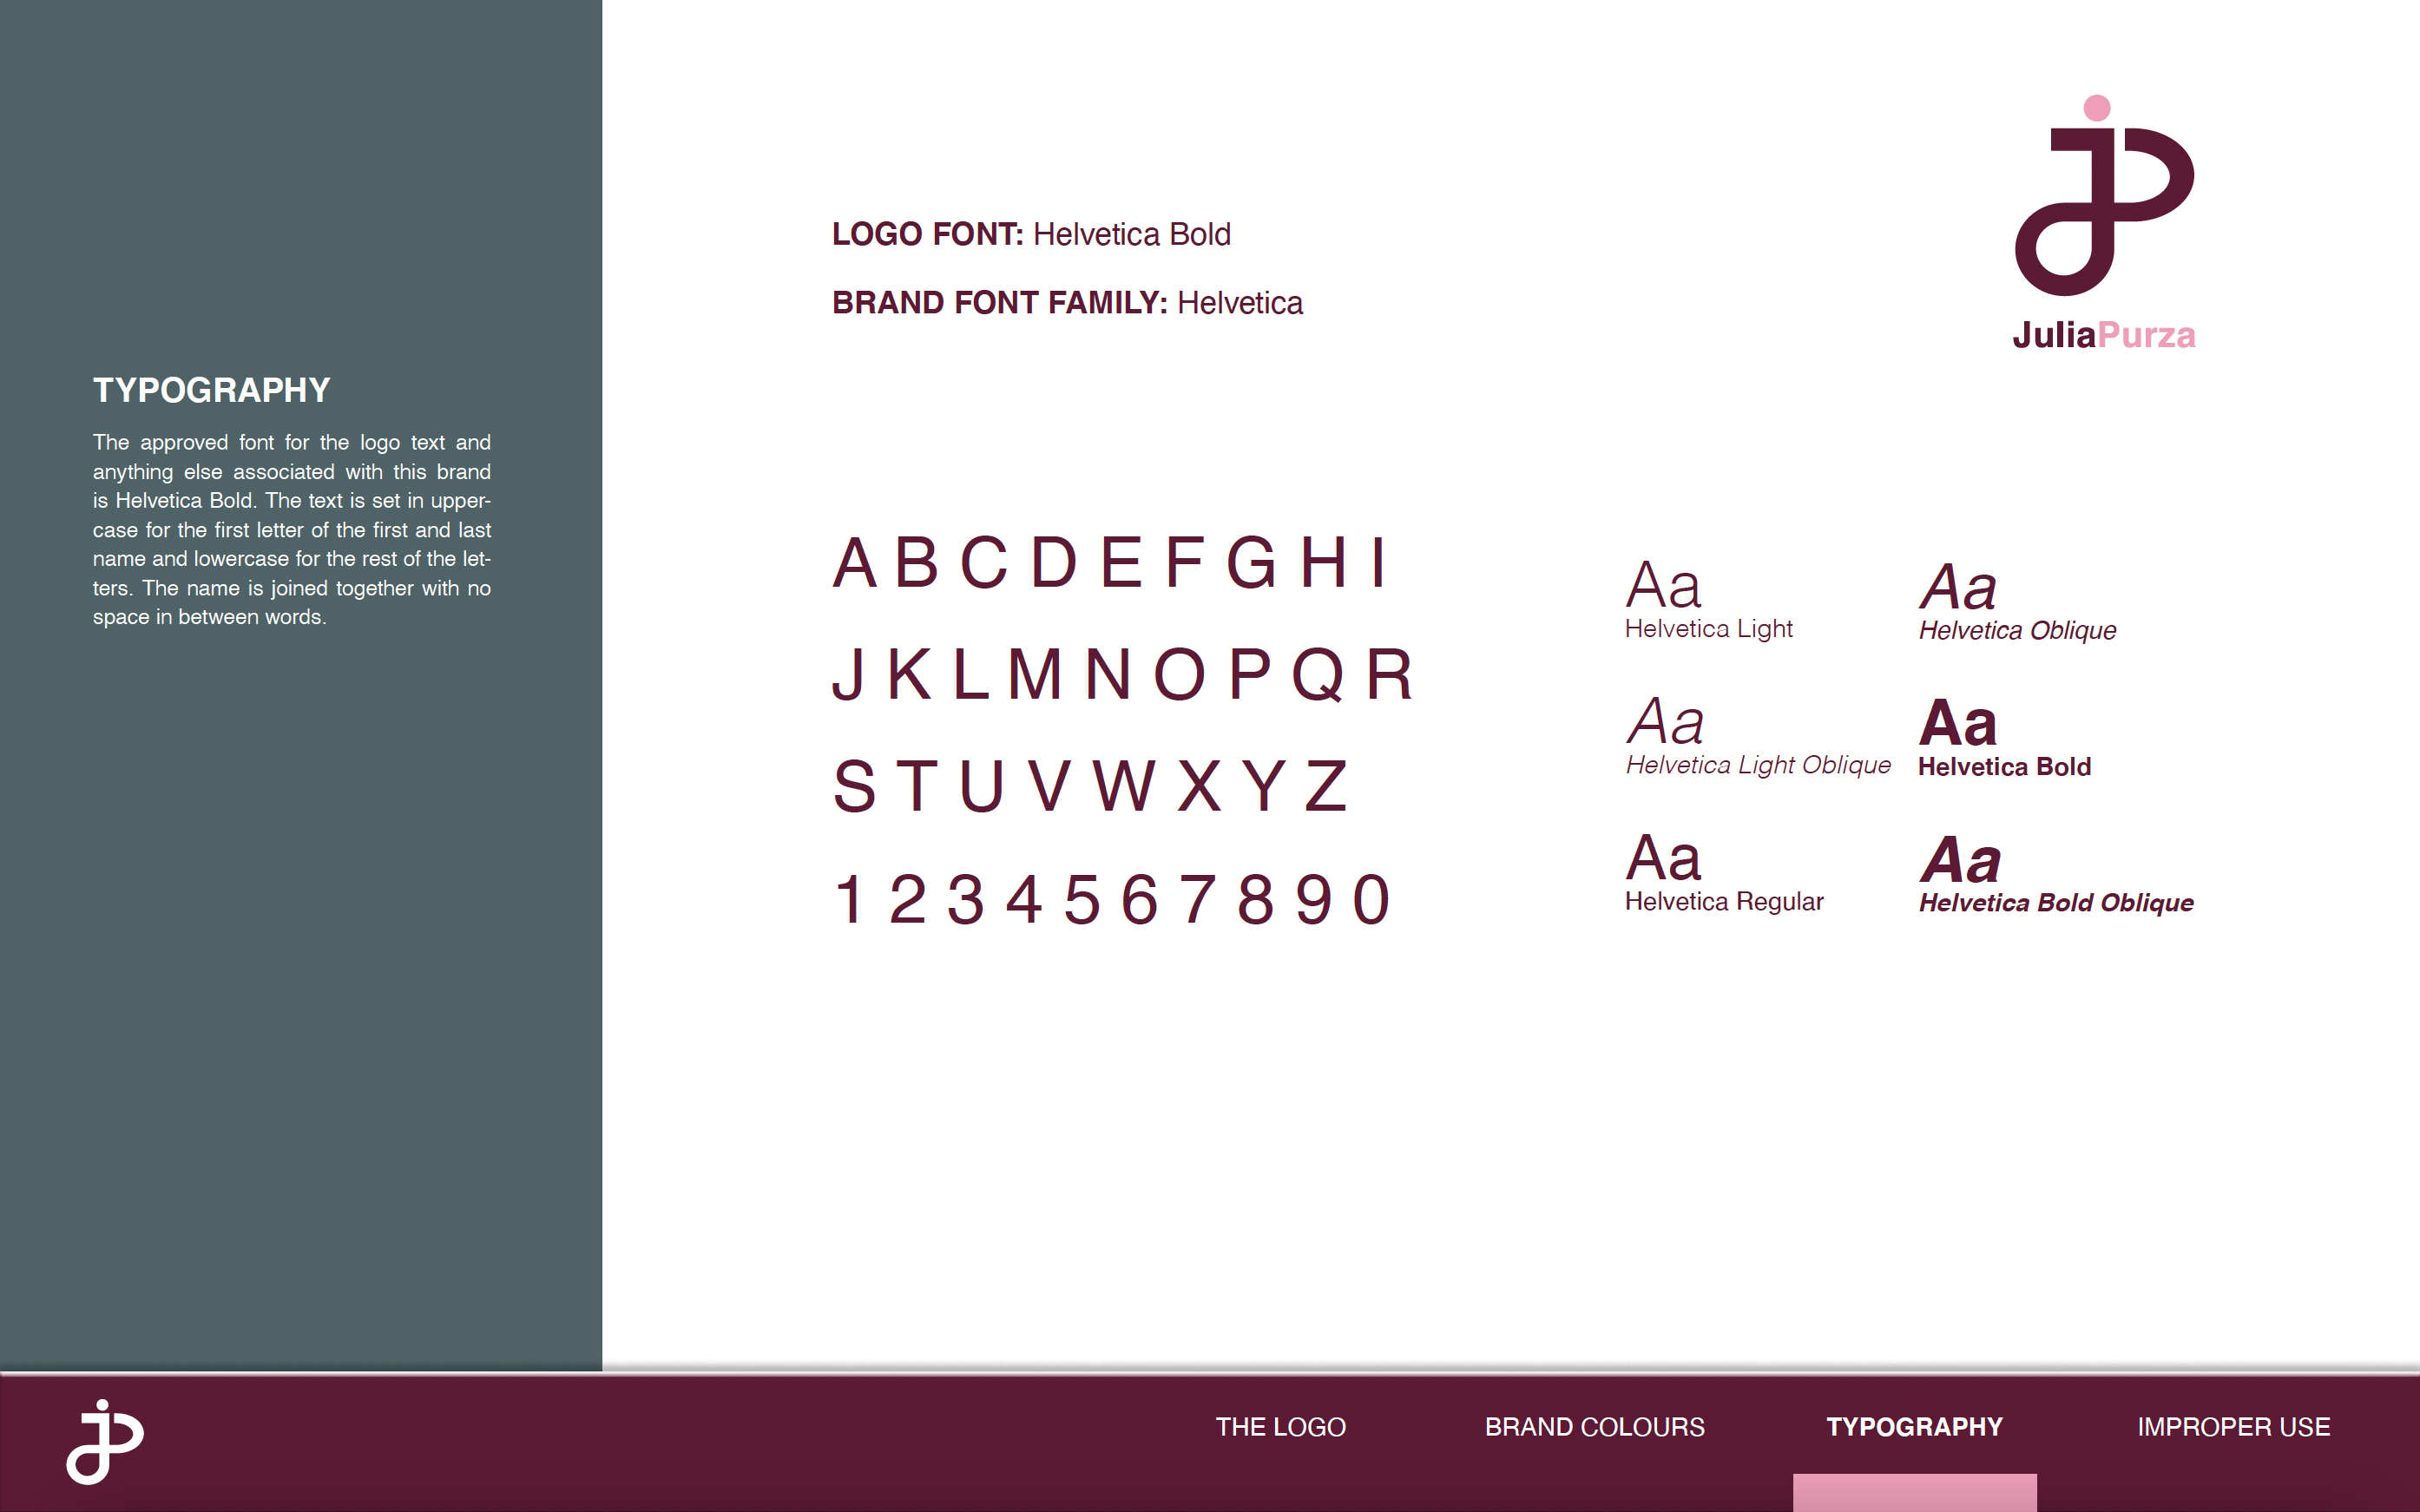 TYPOGRAPHY
The approved font for the logo text and
anything else associated with this brand
is Helvetica Bold. The text is set in upper-
case for the first letter of the first and last
name and lowercase for the rest of the let-
ters. The name is joined together with no
space in between words.
LOGO FONT: Helvetica Bold
BRAND FONT FAMILY: Helvetica
JuliaPurza
A B C D E F G H I
J K L M N O P Q R
S T U V W X Y Z
1 2 3 4 5 6 7 8 9 0
Aa
Helvetica Light
Aa
Helvetica Oblique
Aa
Helvetica Light Oblique
Aa
Helvetica Bold
Aa
Helvetica Regular
Aa
Helvetica Bold Oblique
THE LOGO
BRAND COLOURS
TYPOGRAPHY
IMPROPER USE